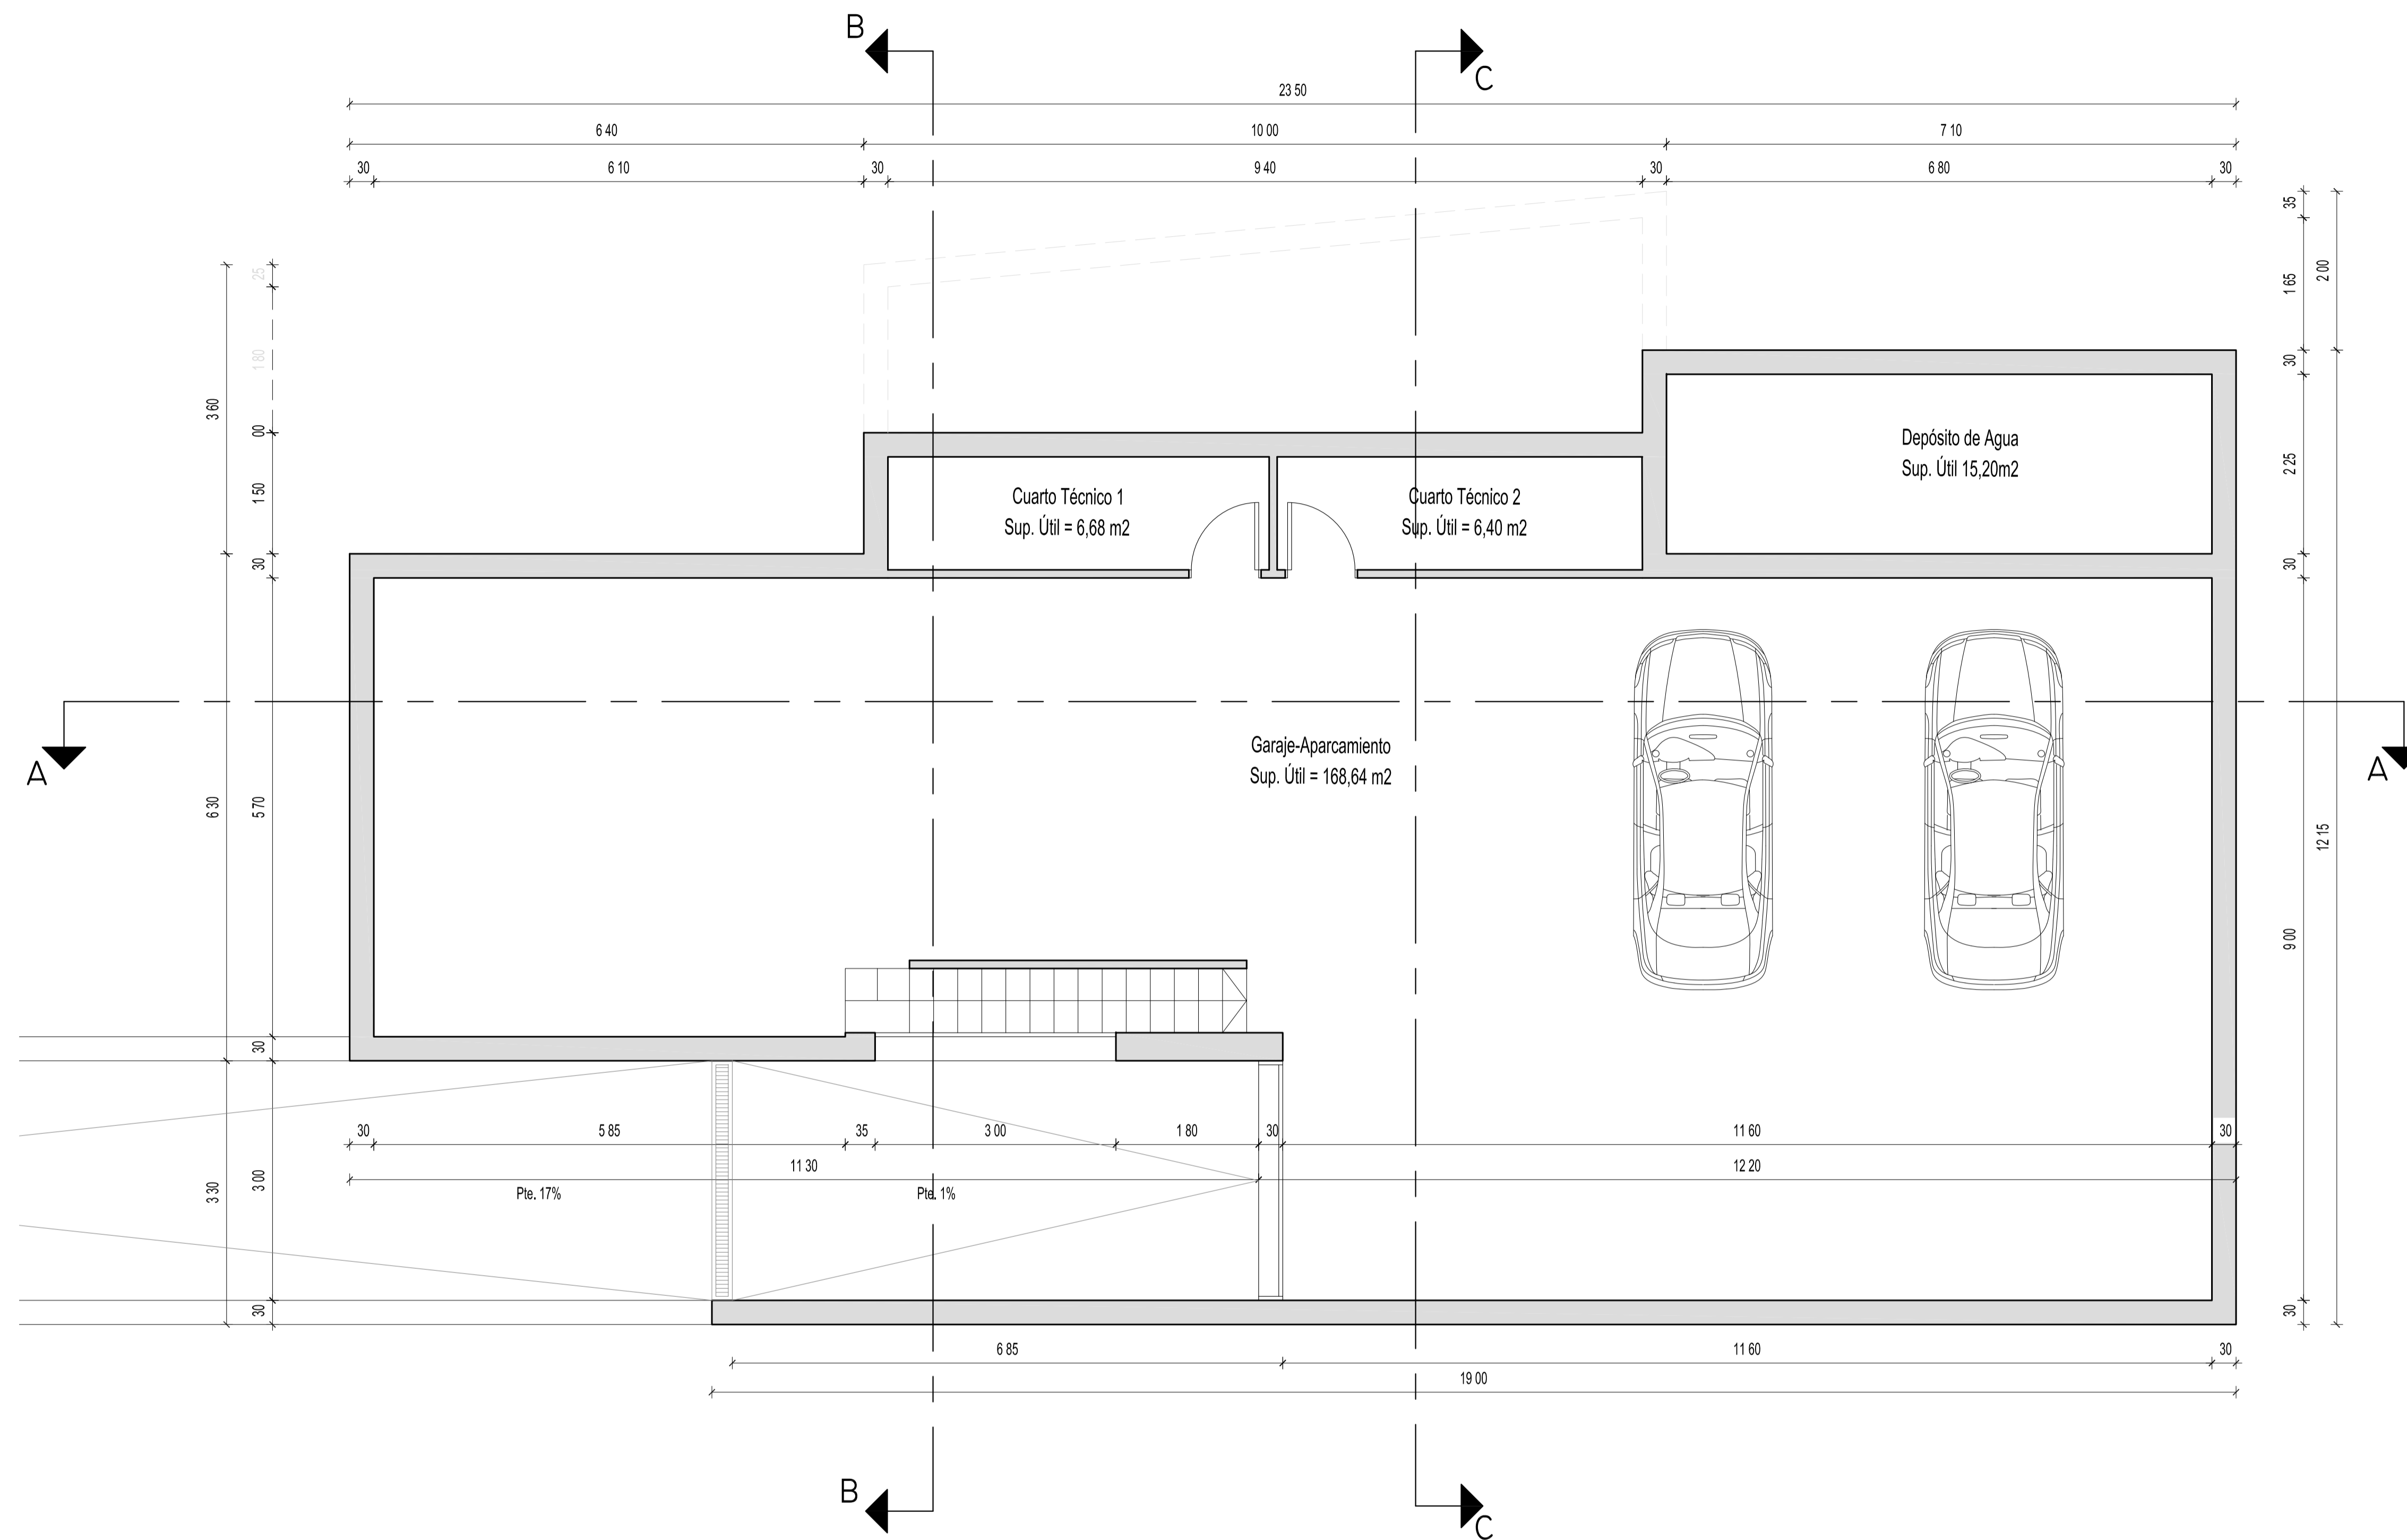 B
C
23 50
6 40
10 00
7 10
30
6 10
30
9 40
30
6 80
30
35
1 65
2 00
30
2 25
30
9 00
12 15
30
25
1 80
3 60
00
1 50
30
6 30
5 70
30
3 30
3 00
30
Depósito de Agua
Sup. Útil 15,20m2
Cuarto Técnico 1
Sup. Útil = 6,68 m2
Cuarto Técnico 2
Sup. Útil = 6,40 m2
A
Garaje-Aparcamiento
Sup. Útil = 168,64 m2
A
30
5 85
35
3 00
1 80
30
11 60
30
11 30
12 20
Pte. 17%
Pte. 1%
6 85
11 60
30
19 00
B
C